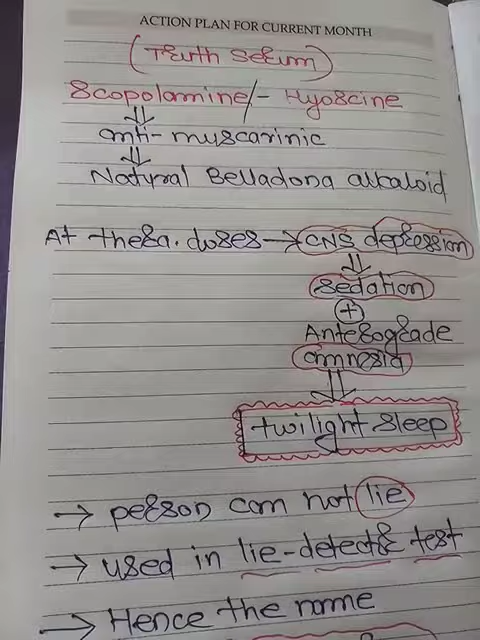 ACTION PLAN FOR CURRENT MONTH
(Truth Serum)
Scopolamine/- Hyoscine
anti-muscarinic
Natural Belladona alkaloid
At thera. doses → CNS depression
sedation
+
Anterograde
amnesia
twilight sleep
→ person can not lie
→ used in lie-detectr test
→ Hence the name